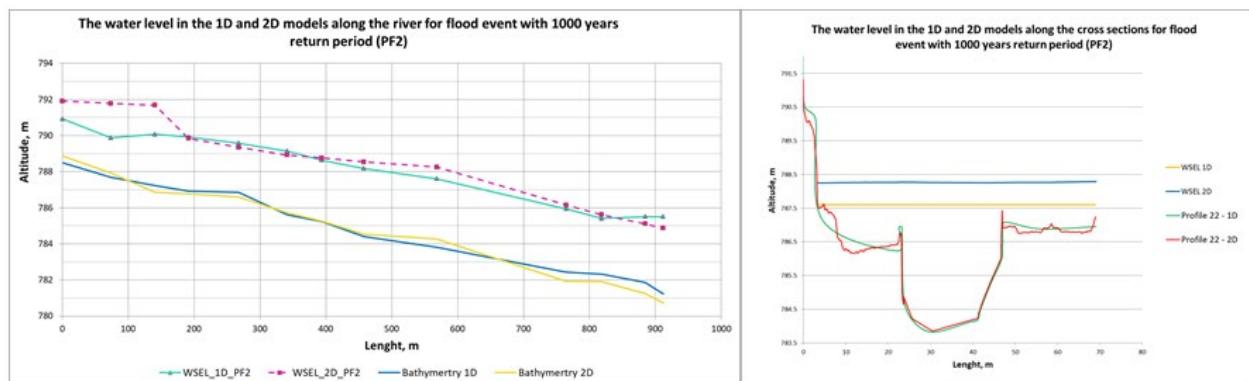 The water level in the 1D and 2D models along the river for flood event with 1000 years
return period (PF2)
794
792
790
788
786
784
782
780
Altitude, m
0
100
200
300
400
500
600
700
800
900
1000
Lenght, m
WSEL_1D_PF2
WSEL_2D_PF2
Bathymertry 1D
Bathymertry 2D
The water level in the 1D and 2D models along the cross sections for flood
event with 1000 years return period (PF2)
791.5
790.5
789.5
788.5
787.5
786.5
785.5
784.5
783.5
Altitude, m
0
10
20
30
40
50
60
70
80
Lenght, m
WSEL 1D
WSEL 2D
Profile 22 - 1D
Profile 22 - 2D